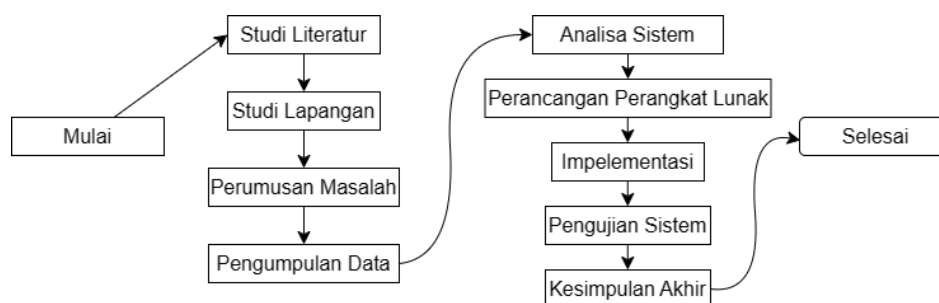 Mulai
Studi Literatur
Studi Lapangan
Perumusan Masalah
Pengumpulan Data
Analisa Sistem
Perancangan Perangkat Lunak
Impelementasi
Pengujian Sistem
Kesimpulan Akhir
Selesai